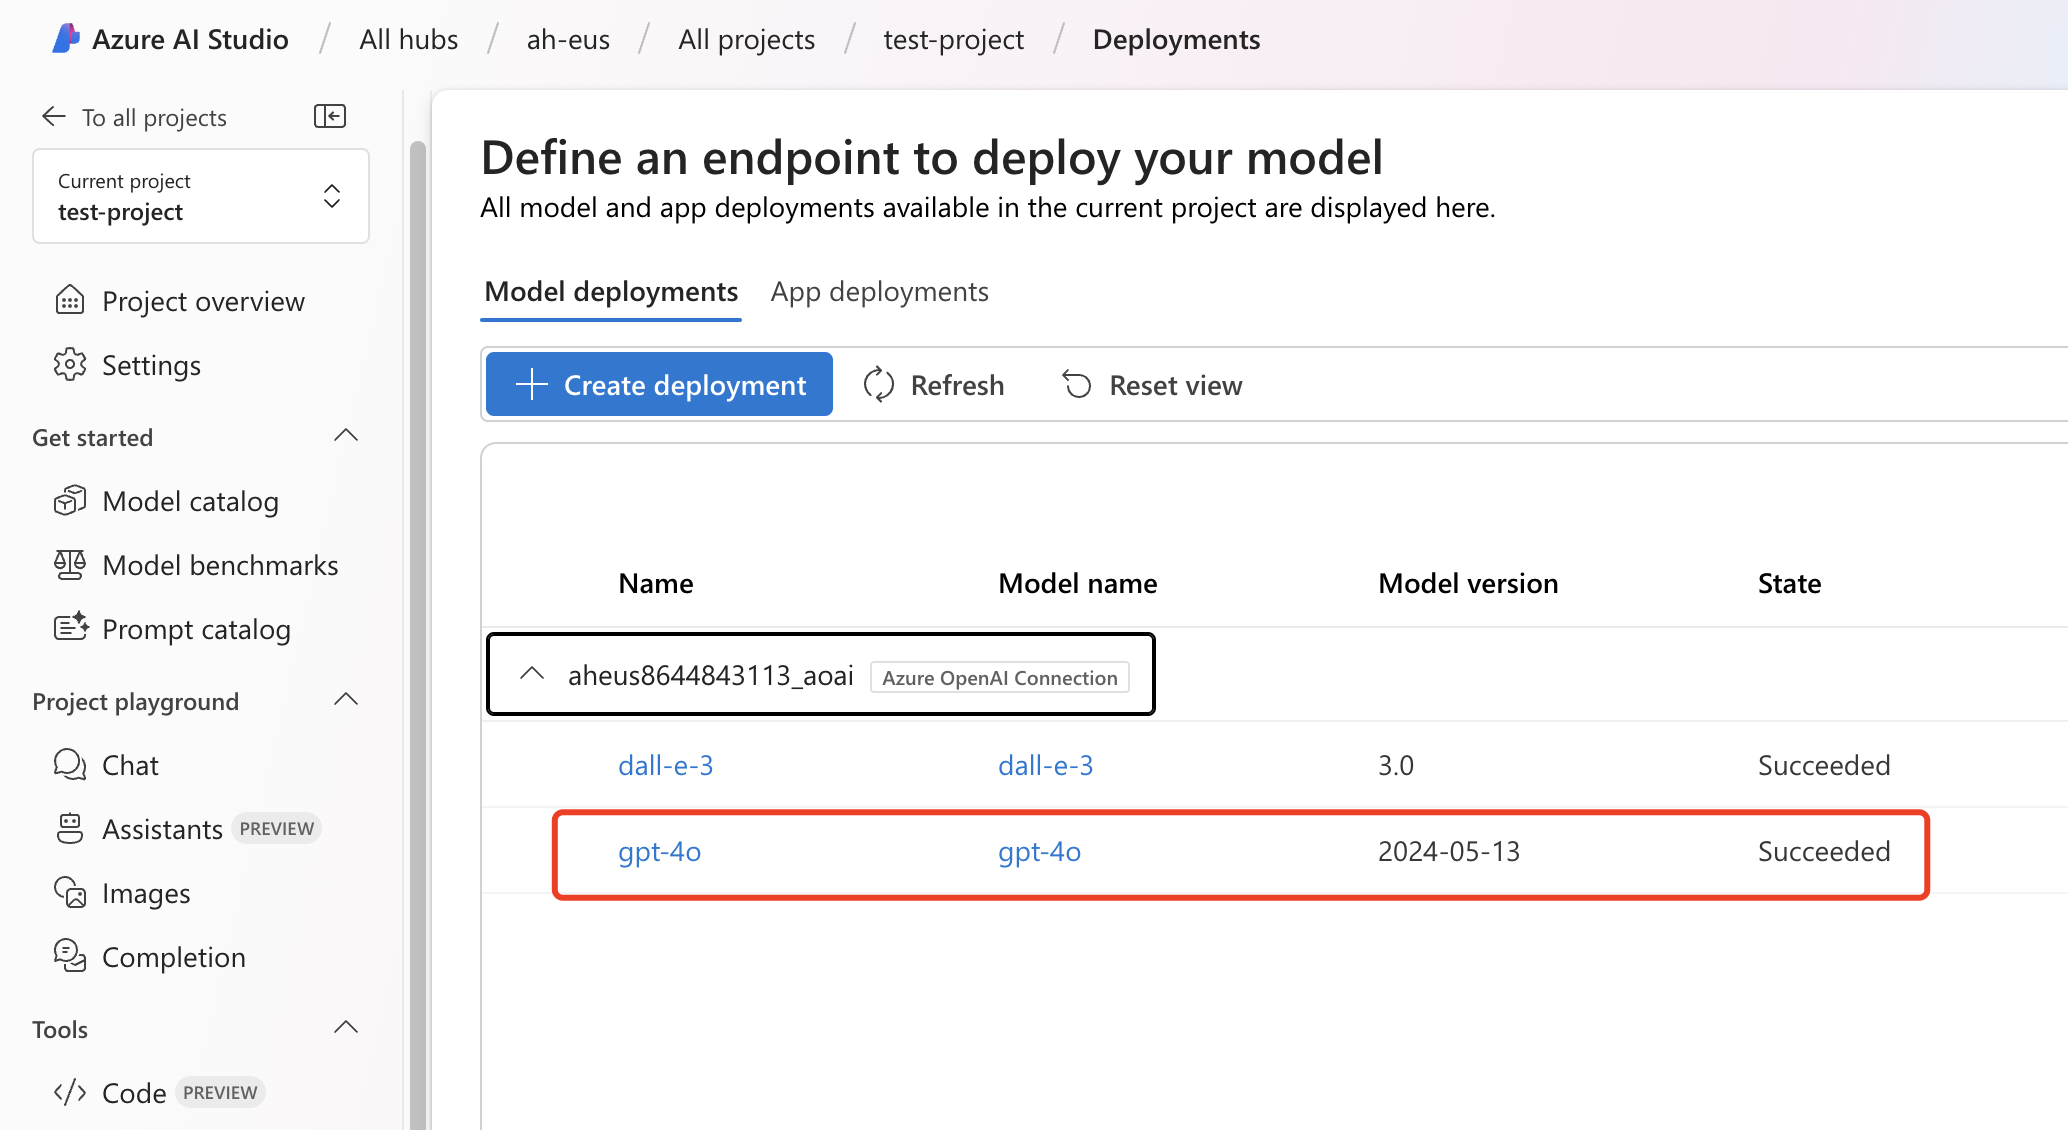 Azure AI Studio / All hubs / ah-eus / All projects / test-project / Deployments
To all projects
Current project
test-project
Project overview
Settings
Get started
Model catalog
Model benchmarks
Prompt catalog
Project playground
Chat
Assistants PREVIEW
Images
Completion
Tools
Code PREVIEW
Define an endpoint to deploy your model
All model and app deployments available in the current project are displayed here.
Model deployments App deployments
Create deployment Refresh Reset view
Name Model name Model version State
aheus8644843113_aoai Azure OpenAI Connection
dall-e-3 dall-e-3 3.0 Succeeded
gpt-4o gpt-4o 2024-05-13 Succeeded